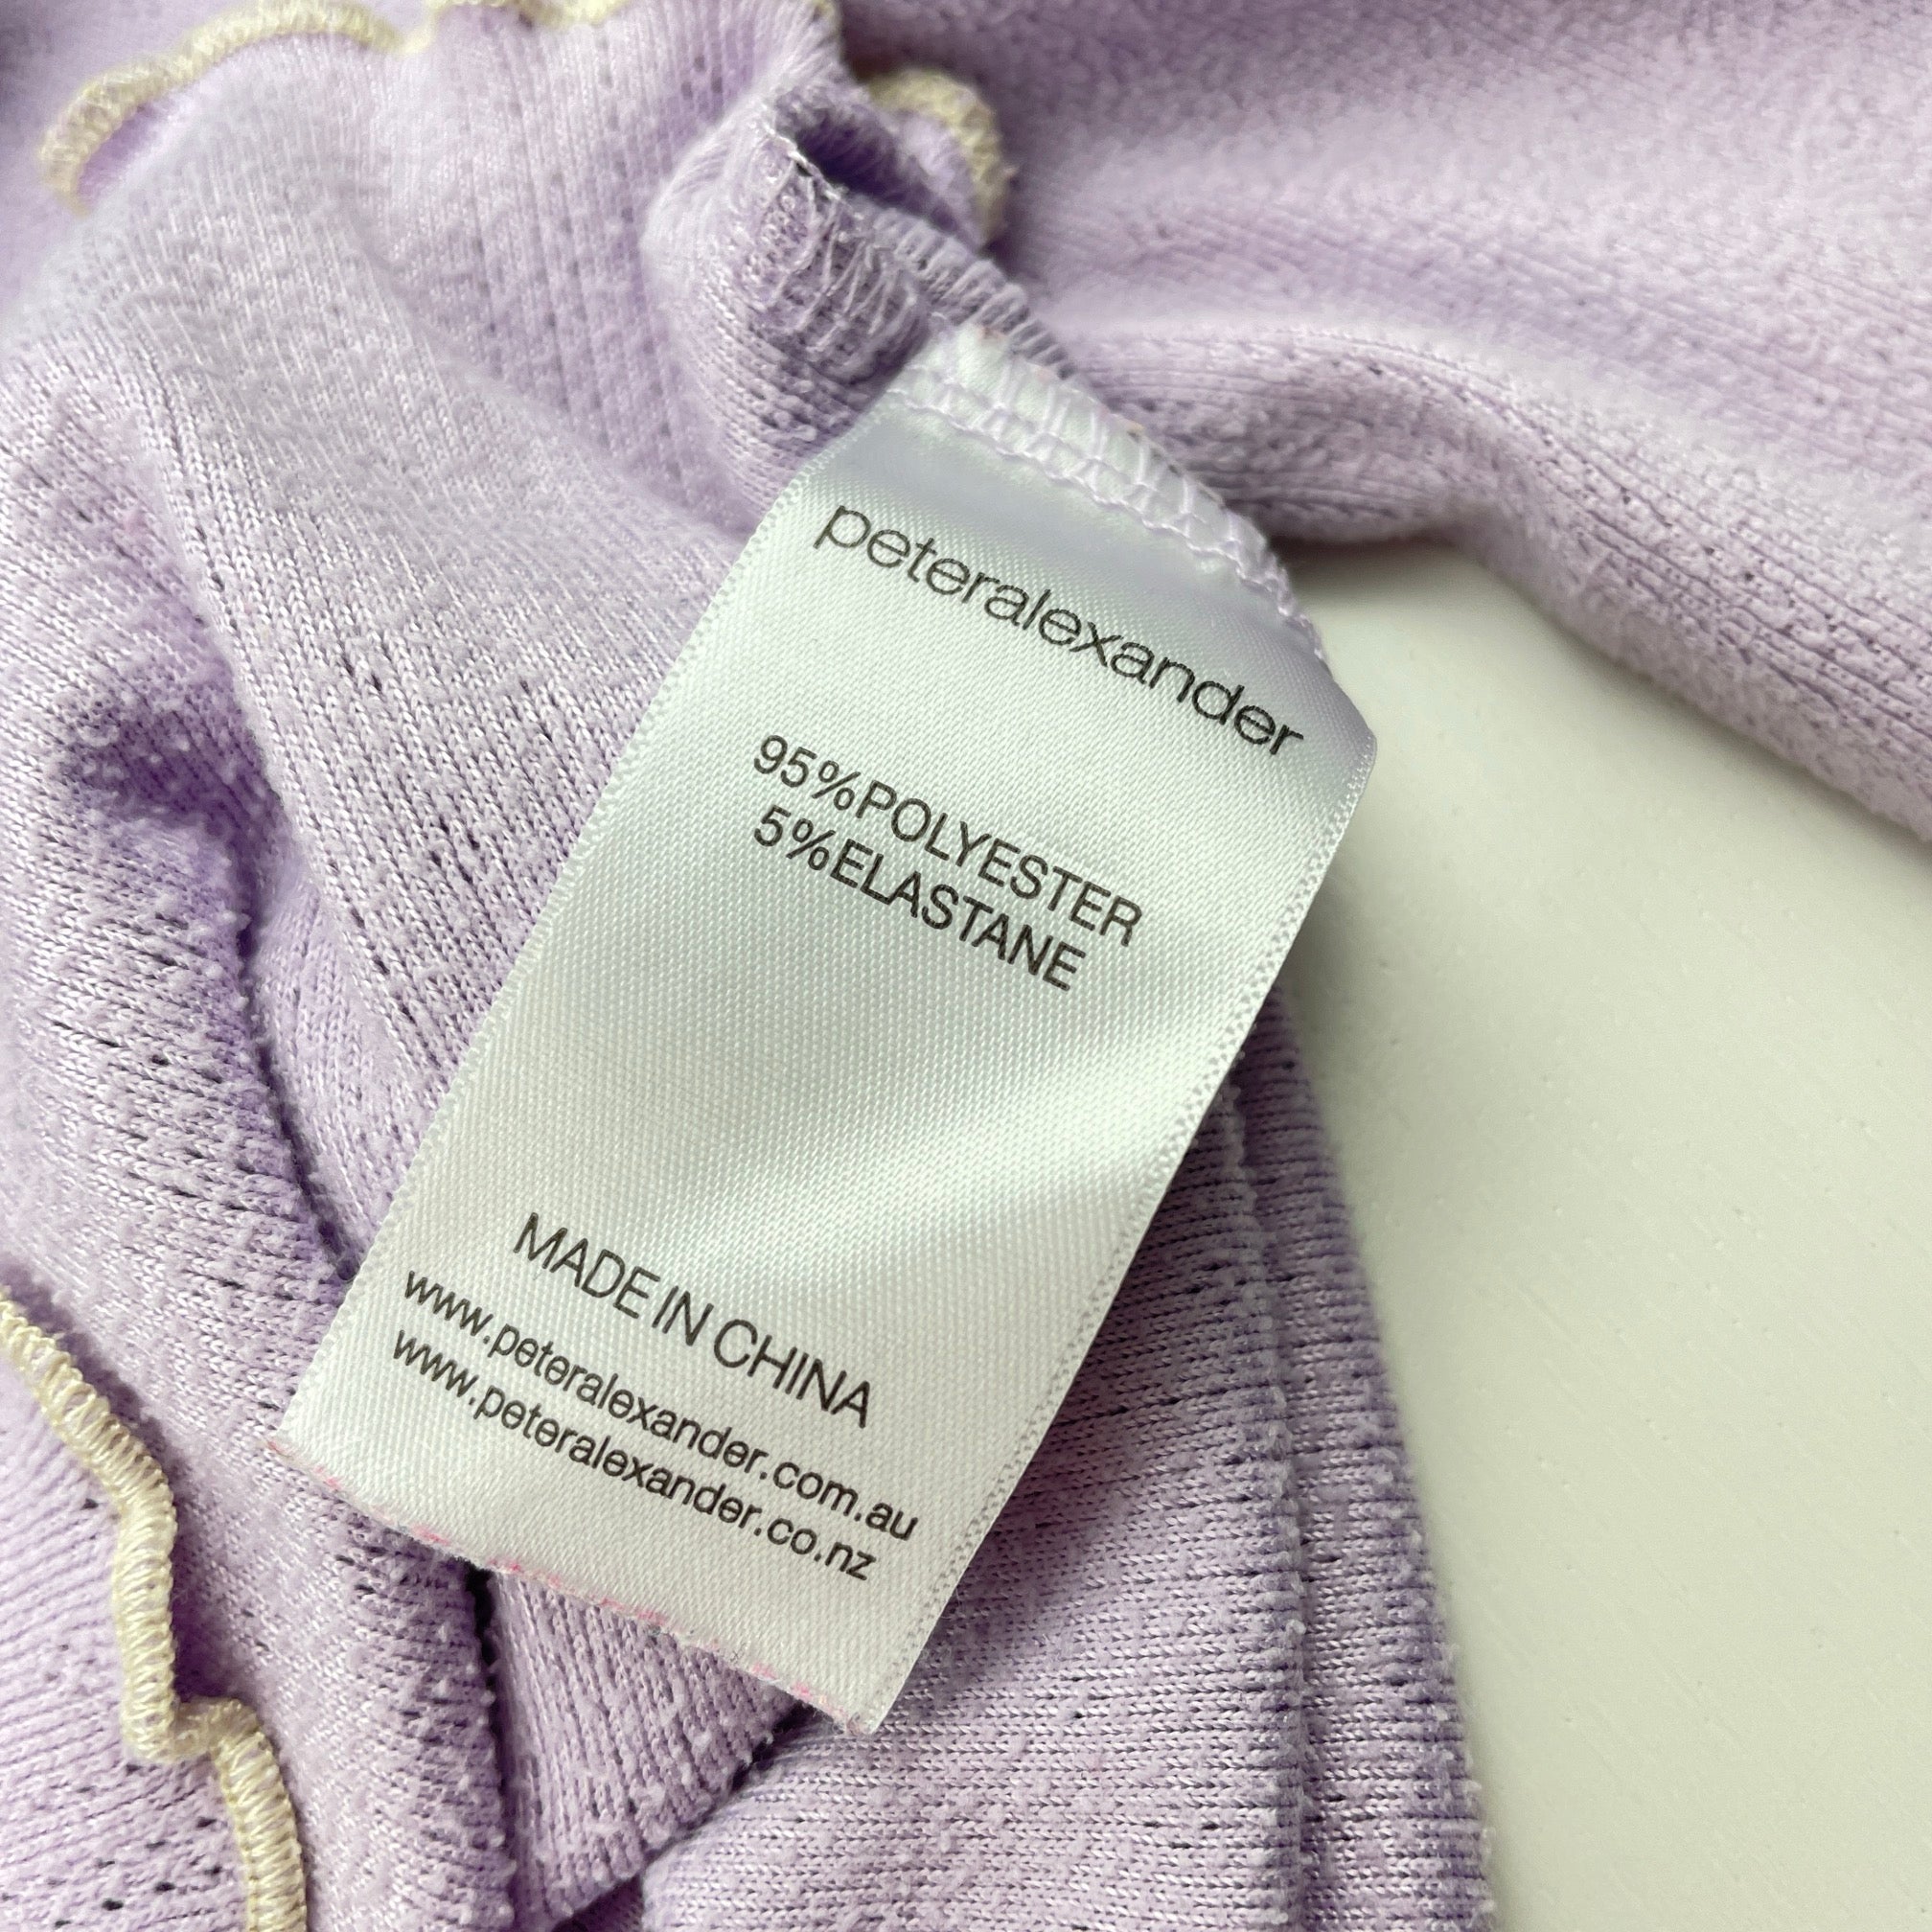 peteralexander
95%POLYESTER
5%ELASTANE
MADE IN CHINA
www.peteralexander.com.au
www.peteralexander.co.nz